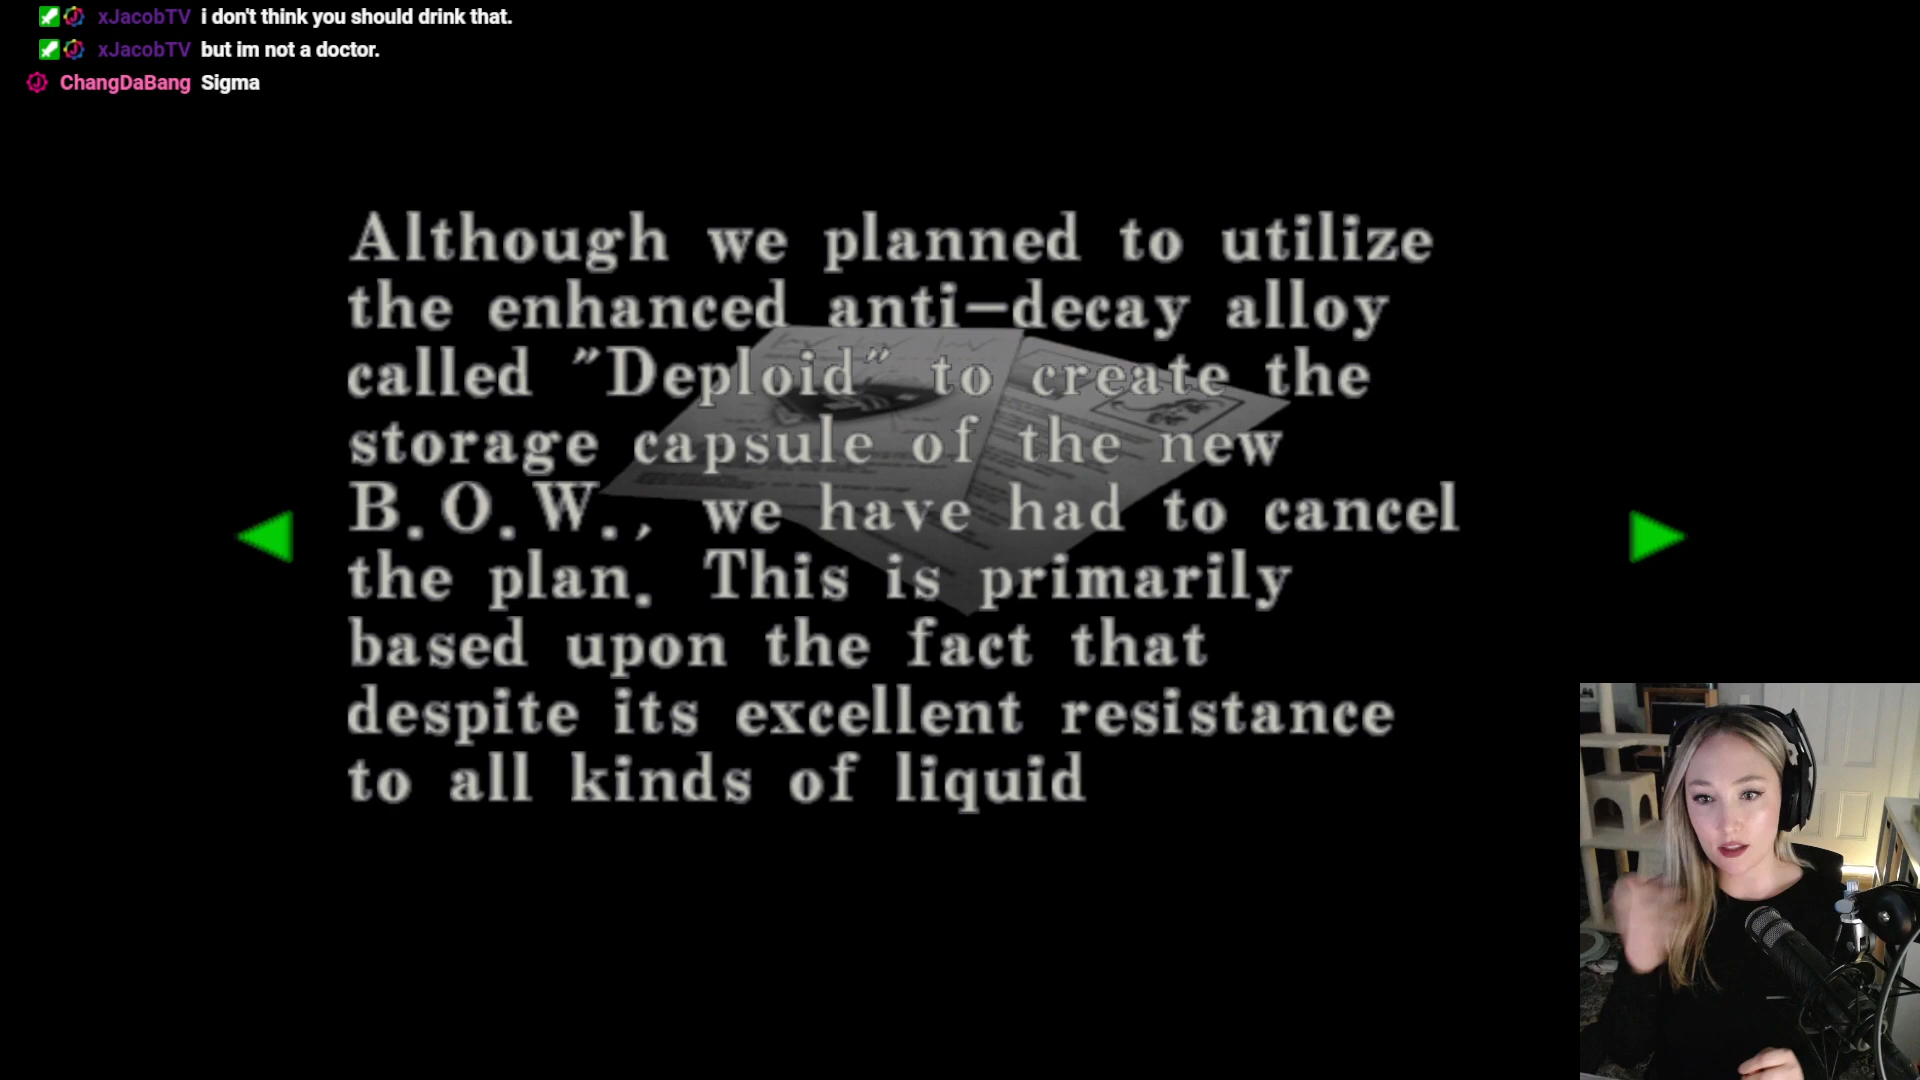 xJacobTV i don't think you should drink that.
xJacobTV but im not a doctor.
ChangDaBang Sigma
Although we planned to utilize
the enhanced anti-decay alloy
called "Deploid" to create the
storage capsule of the new
B.O.W., we have had to cancel
the plan. This is primarily
based upon the fact that
despite its excellent resistance
to all kinds of liquid